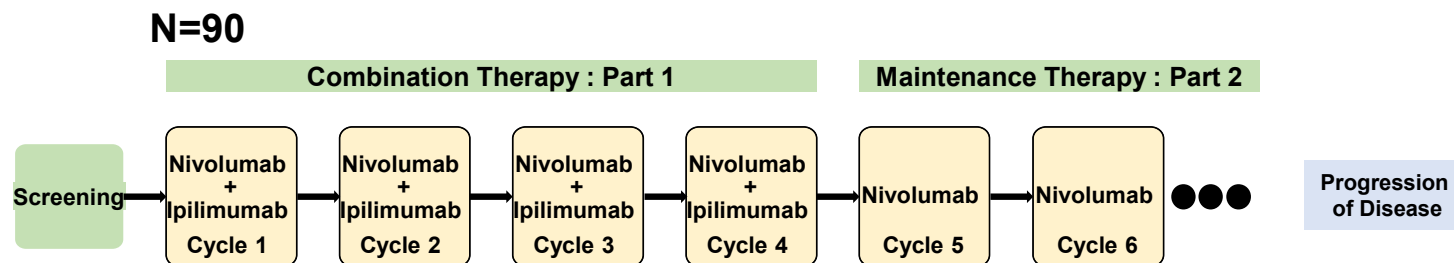 N=90
Combination Therapy : Part 1
Maintenance Therapy : Part 2
Screening
Nivolumab
+
Ipilimumab
Cycle 1
Nivolumab
+
Ipilimumab
Cycle 2
Nivolumab
+
Ipilimumab
Cycle 3
Nivolumab
+
Ipilimumab
Cycle 4
Nivolumab
Cycle 5
Nivolumab
Cycle 6
Progression
of Disease